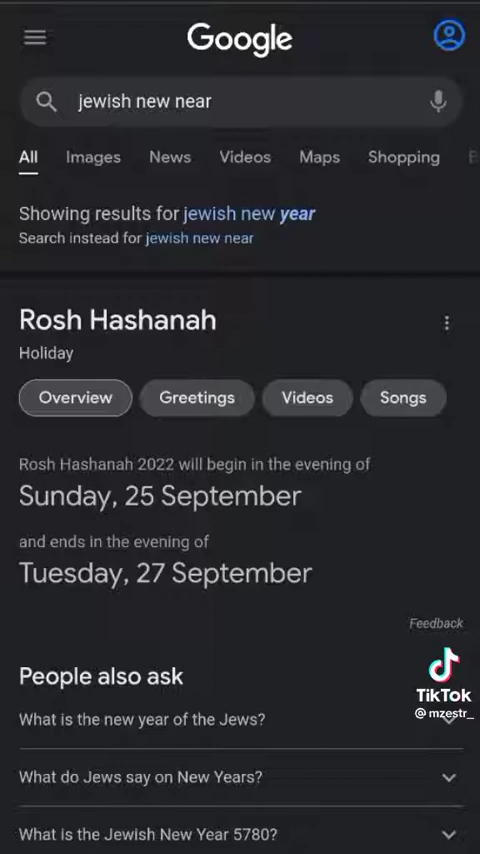 Google
jewish new near
All Images News Videos Maps Shopping
Showing results for jewish new year
Search instead for jewish new near
Rosh Hashanah
Holiday
Overview Greetings Videos Songs
Rosh Hashanah 2022 will begin in the evening of
Sunday, 25 September
and ends in the evening of
Tuesday, 27 September
Feedback
People also ask
TikTok
@mzestr_
What is the new year of the Jews?
What do Jews say on New Years?
What is the Jewish New Year 5780?